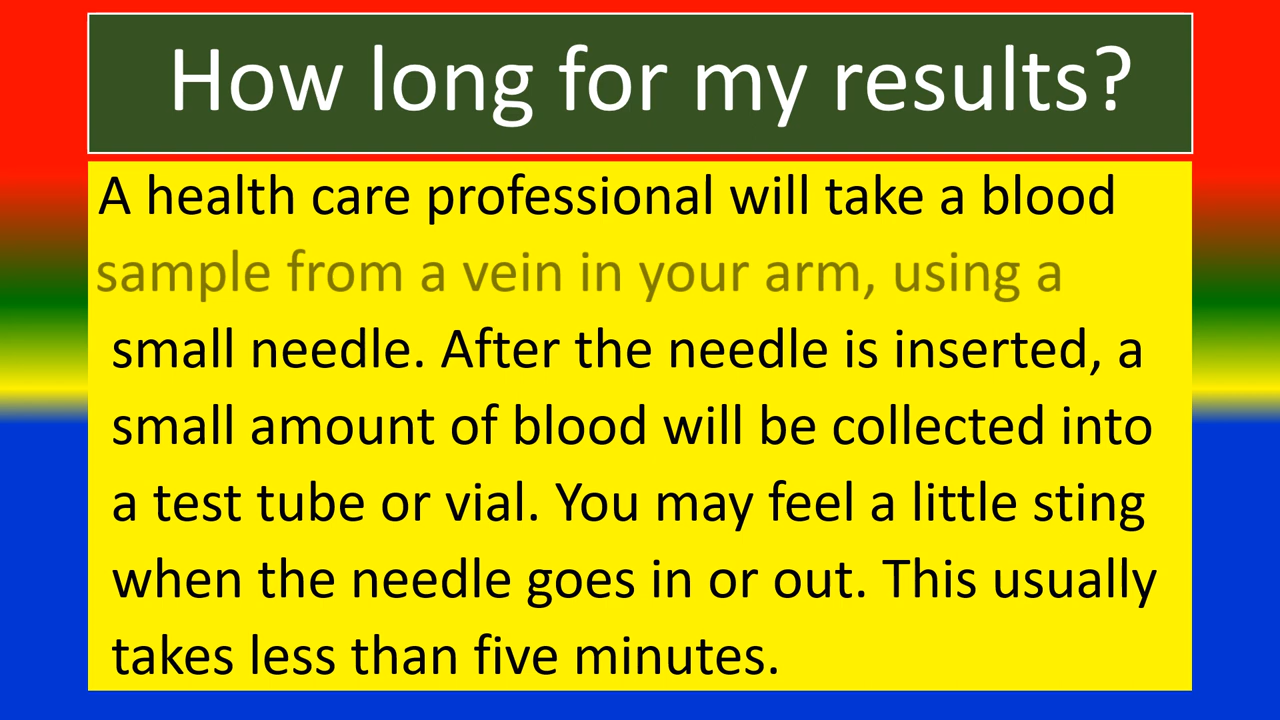 How long for my results?
A health care professional will take a blood
sample from a vein in your arm, using a
small needle. After the needle is inserted, a
small amount of blood will be collected into
a test tube or vial. You may feel a little sting
when the needle goes in or out. This usually
takes less than five minutes.